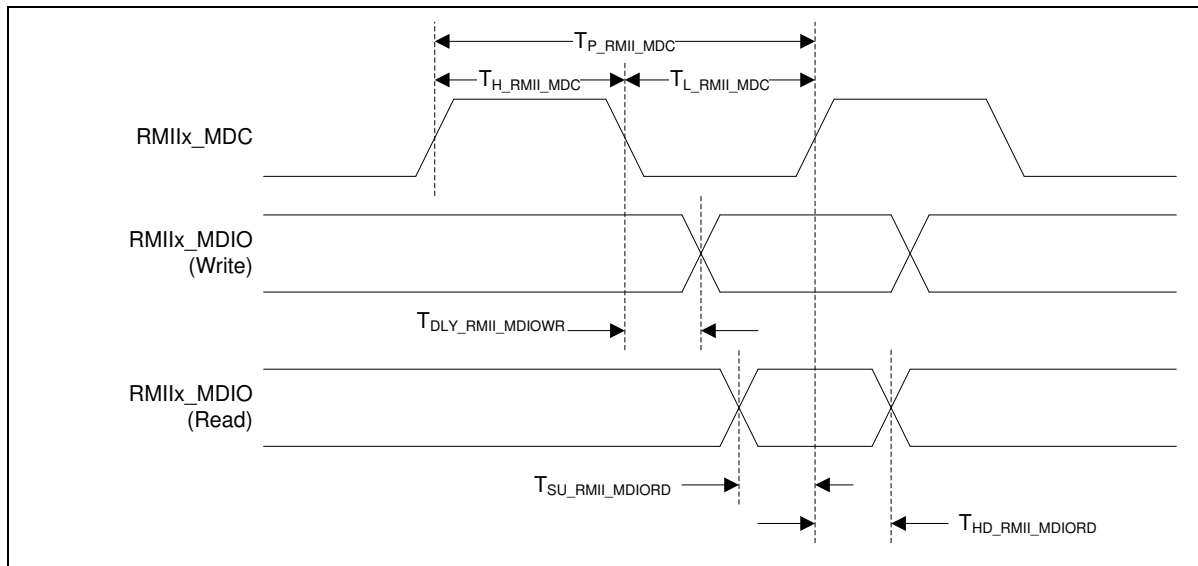 T_P_RMII_MDC
T_H_RMII_MDC T_L_RMII_MDC
RMIIx_MDC
RMIIx_MDIO
(Write)
T_DLY_RMII_MDIOWR
RMIIx_MDIO
(Read)
T_SU_RMII_MDIORD
T_HD_RMII_MDIORD